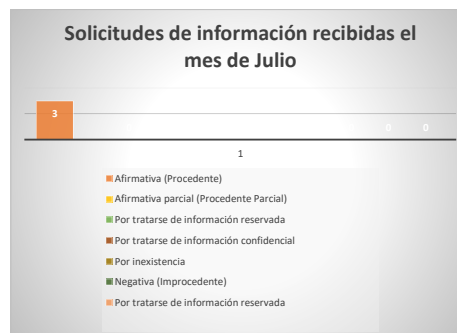 Solicitudes de información recibidas el
mes de Julio
3
0 0
1
Afirmativa (Procedente)
Afirmativa parcial (Procedente Parcial)
Por tratarse de información reservada
Por tratarse de información confidencial
Por inexistencia
Negativa (Improcedente)
Por tratarse de información reservada